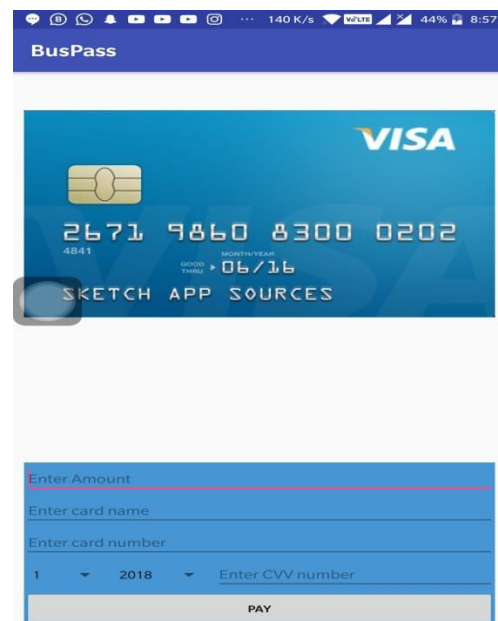 140 K/s VoLTE 44% 8:57
BusPass
VISA
2671 9860 8300 0202
4841
MONTH/YEAR
GOOD THRU 06/16
SKETCH APP SOURCES
Enter Amount
Enter card name
Enter card number
1 2018 Enter CVV number
PAY